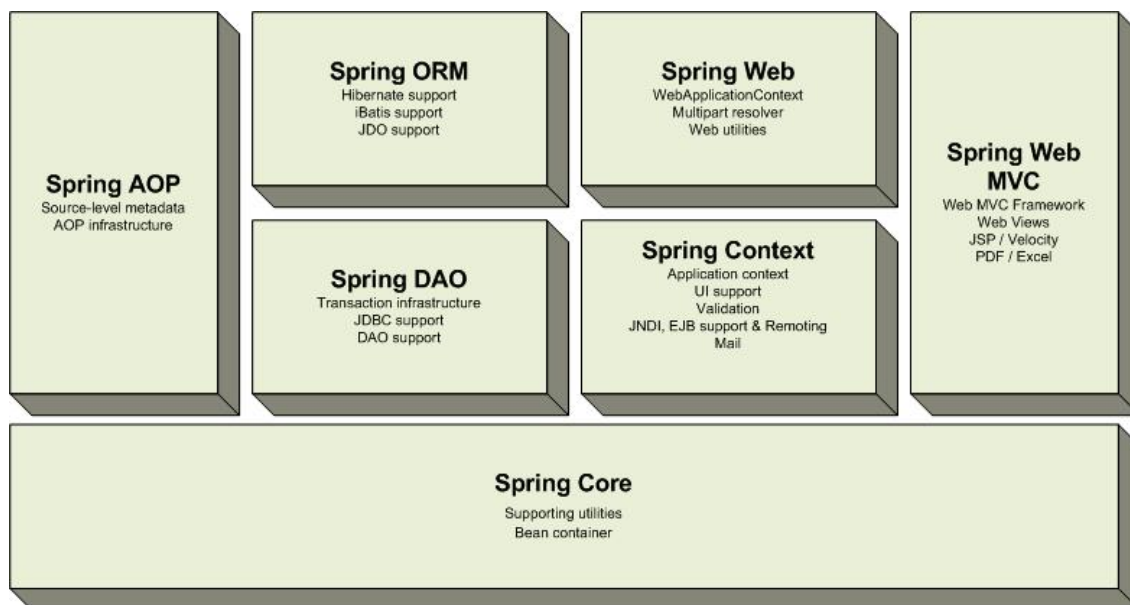 Spring AOP
Source-level metadata
AOP infrastructure
Spring ORM
Hibernate support
iBatis support
JDO support
Spring DAO
Transaction infrastructure
JDBC support
DAO support
Spring Web
WebApplicationContext
Multipart resolver
Web utilities
Spring Context
Application context
UI support
Validation
JNDI, EJB support & Remoting
Mail
Spring Web
MVC
Web MVC Framework
Web Views
JSP / Velocity
PDF / Excel
Spring Core
Supporting utilities
Bean container